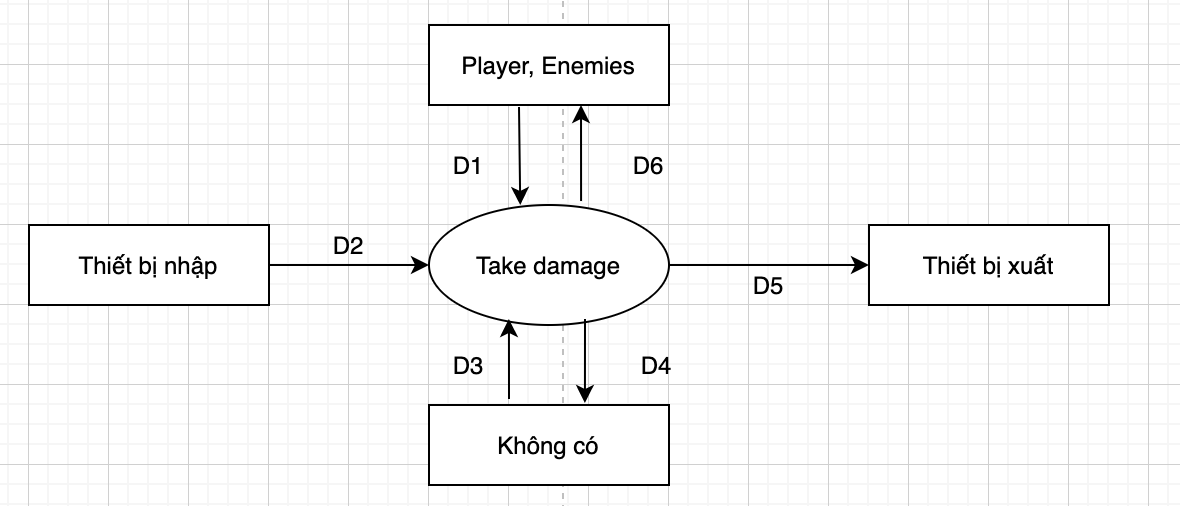 Player, Enemies
D1
D6
D2
Thiết bị nhập
Take damage
Thiết bị xuất
D5
D3
D4
Không có